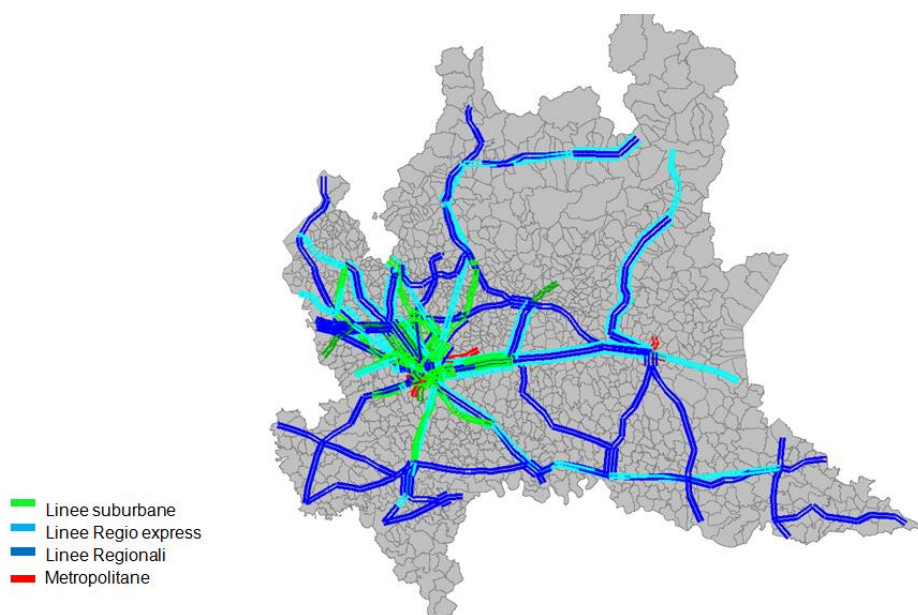 Linee suburbane
Linee Regio express
Linee Regionali
Metropolitane